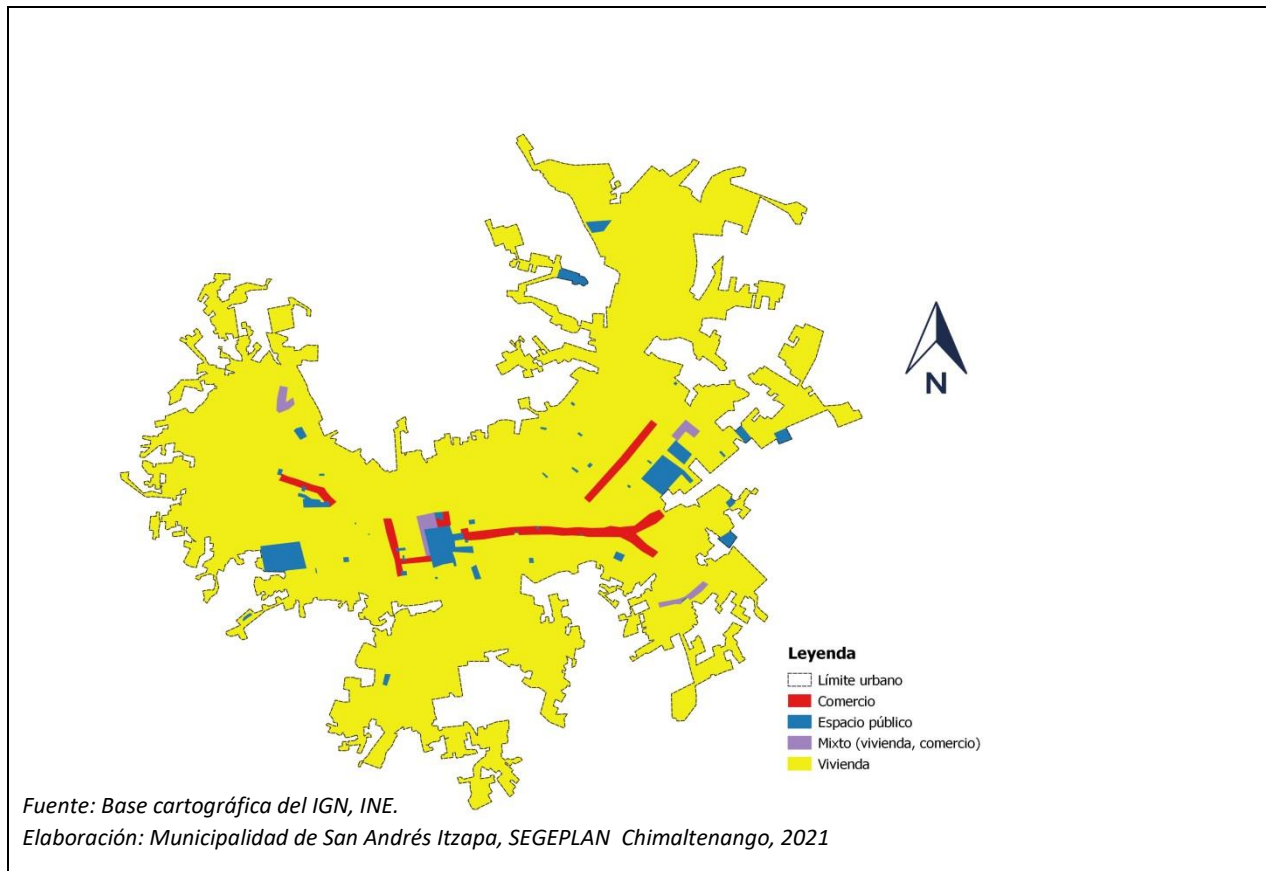 N
Leyenda
Límite urbano
Comercio
Espacio público
Mixto (vivienda, comercio)
Vivienda
Fuente: Base cartográfica del IGN, INE.
Elaboración: Municipalidad de San Andrés Itzapa, SEGEPLAN Chimaltenango, 2021